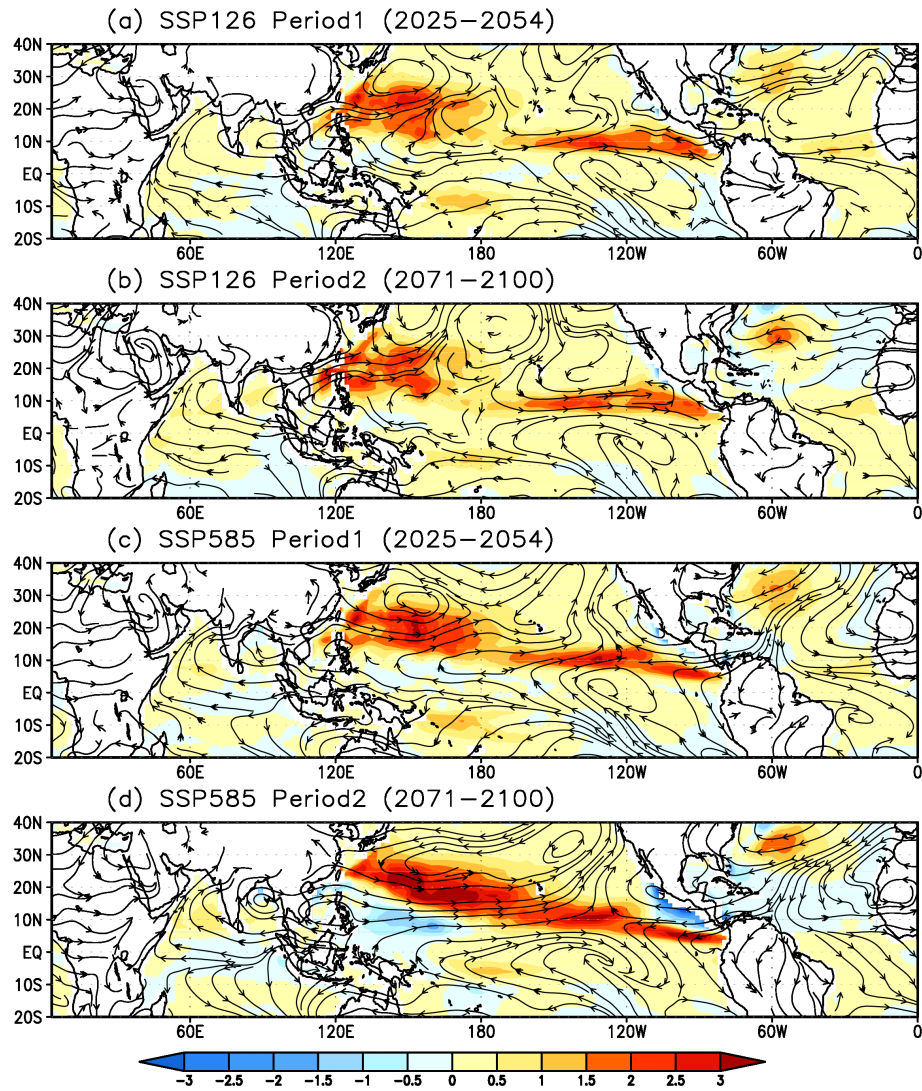 (a) SSP126 Period1 (2025−2054)
40N
30N
20N
10N
EQ
10S
20S
60E 120E 180 120W 60W 0
(b) SSP126 Period2 (2071−2100)
40N
30N
20N
10N
EQ
10S
20S
60E 120E 180 120W 60W 0
(c) SSP585 Period1 (2025−2054)
40N
30N
20N
10N
EQ
10S
20S
60E 120E 180 120W 60W 0
(d) SSP585 Period2 (2071−2100)
40N
30N
20N
10N
EQ
10S
20S
60E 120E 180 120W 60W 0
−3 −2.5 −2 −1.5 −1 −0.5 0 0.5 1 1.5 2 2.5 3